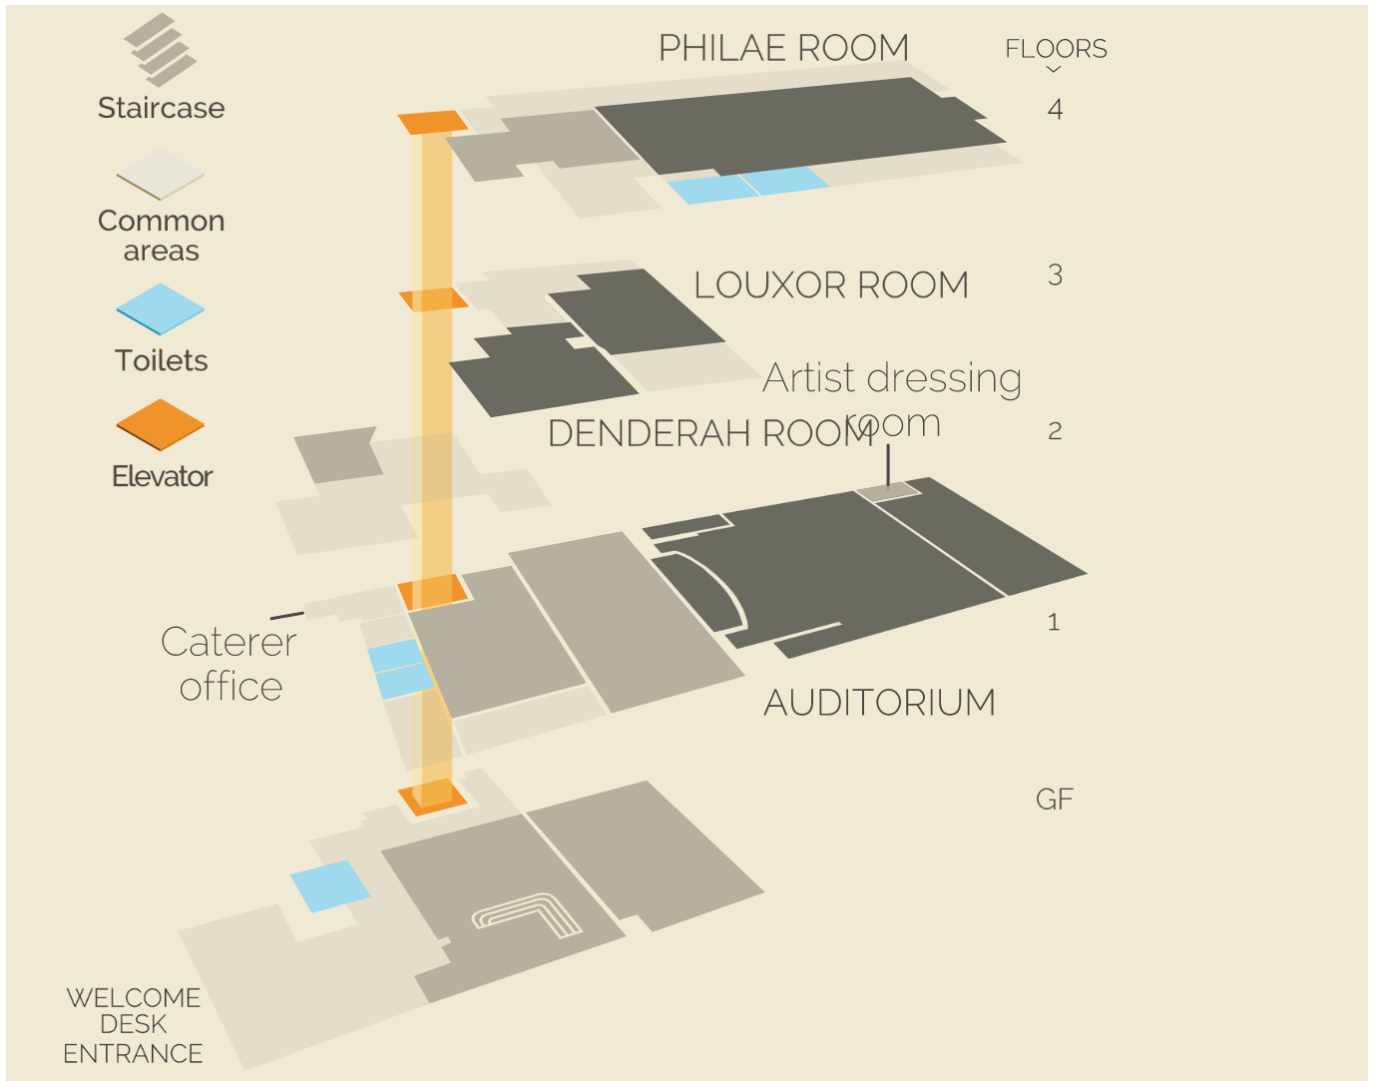 PHILAE ROOM
FLOORS
4
Staircase
Common
areas
LOUXOR ROOM
3
Toilets
Artist dressing
room
DENDERAH ROOM
2
Elevator
Caterer
office
1
AUDITORIUM
GF
WELCOME
DESK
ENTRANCE